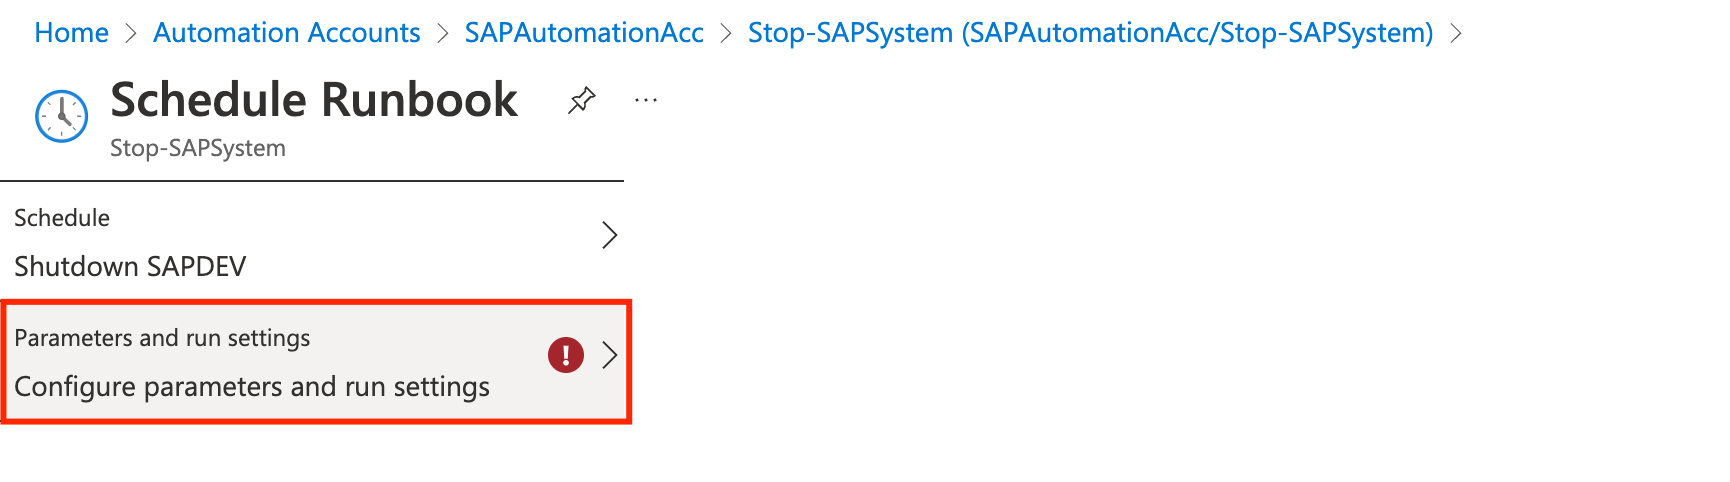 Home > Automation Accounts > SAPAutomationAcc > Stop-SAPSystem (SAPAutomationAcc/Stop-SAPSystem) >
Schedule Runbook ...
Stop-SAPSystem
Schedule
Shutdown SAPDEV
Parameters and run settings
Configure parameters and run settings